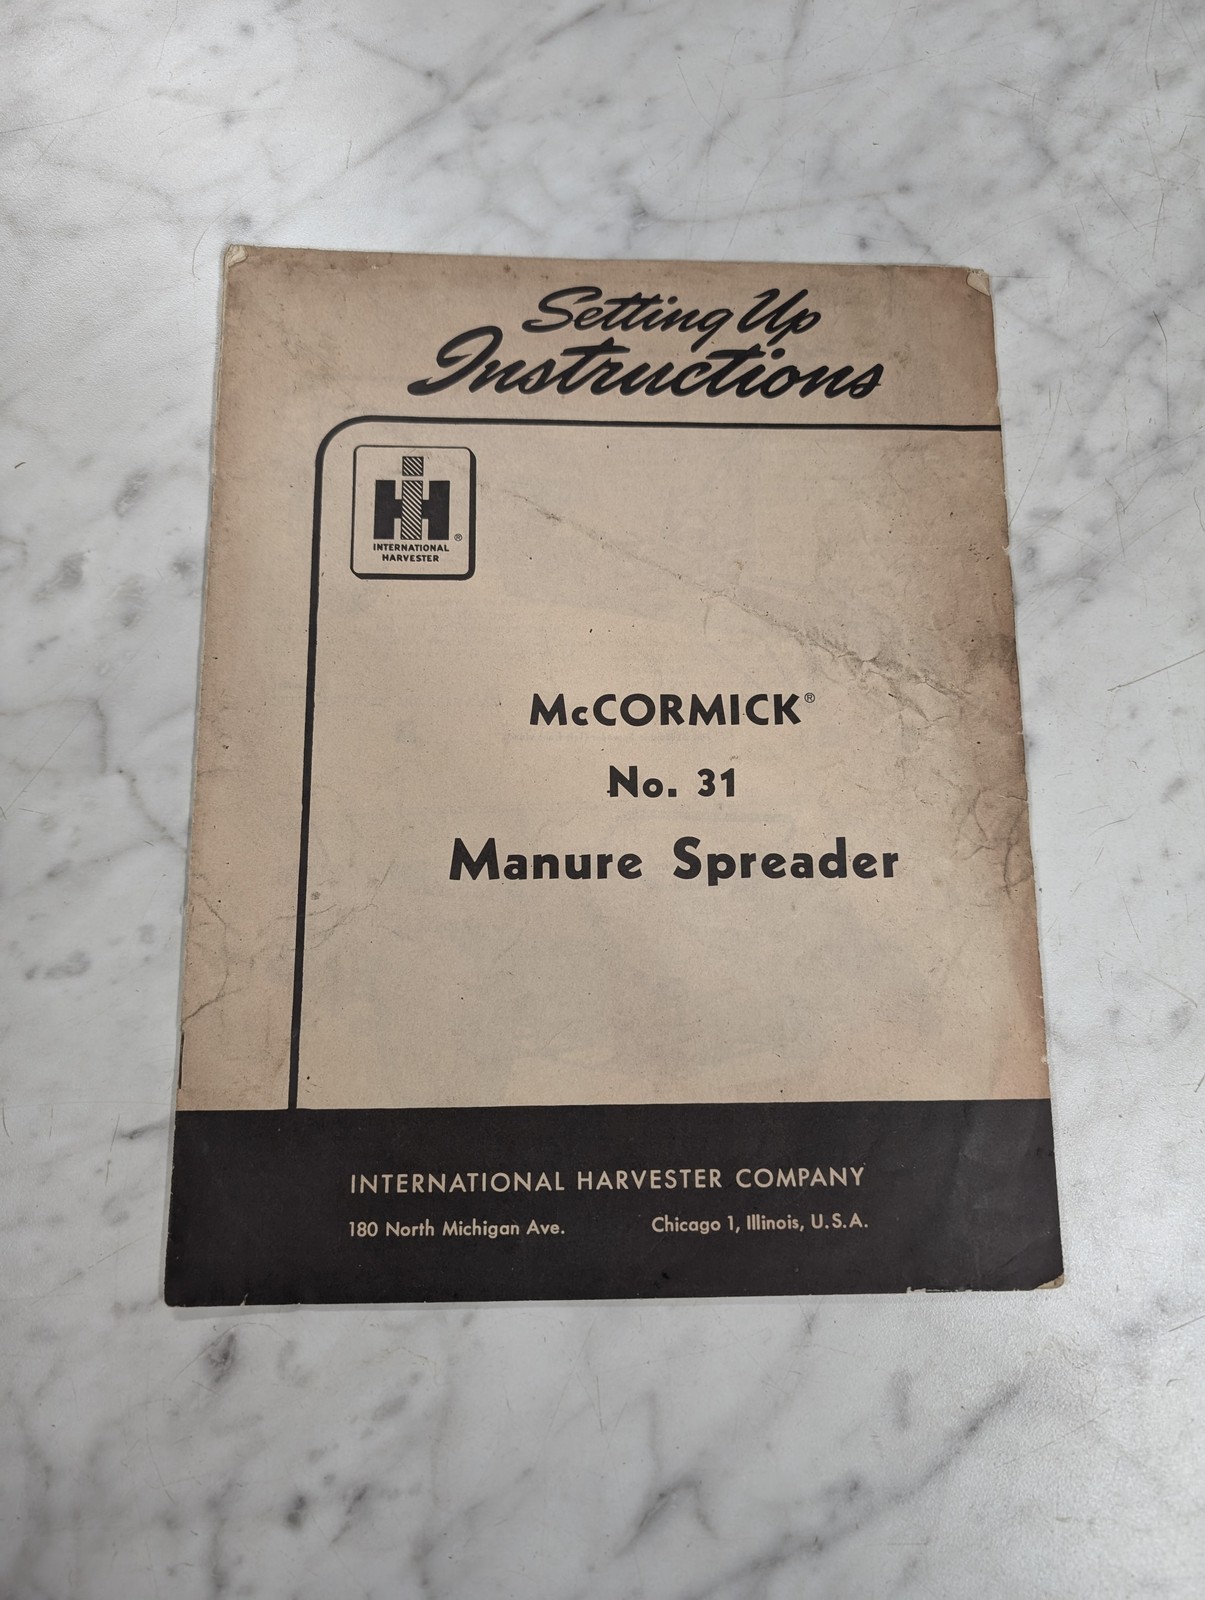 Setting Up
Instructions
IH ®
INTERNATIONAL
HARVESTER
McCORMICK®
No. 31
Manure Spreader
INTERNATIONAL HARVESTER COMPANY
180 North Michigan Ave. Chicago 1, Illinois, U.S.A.